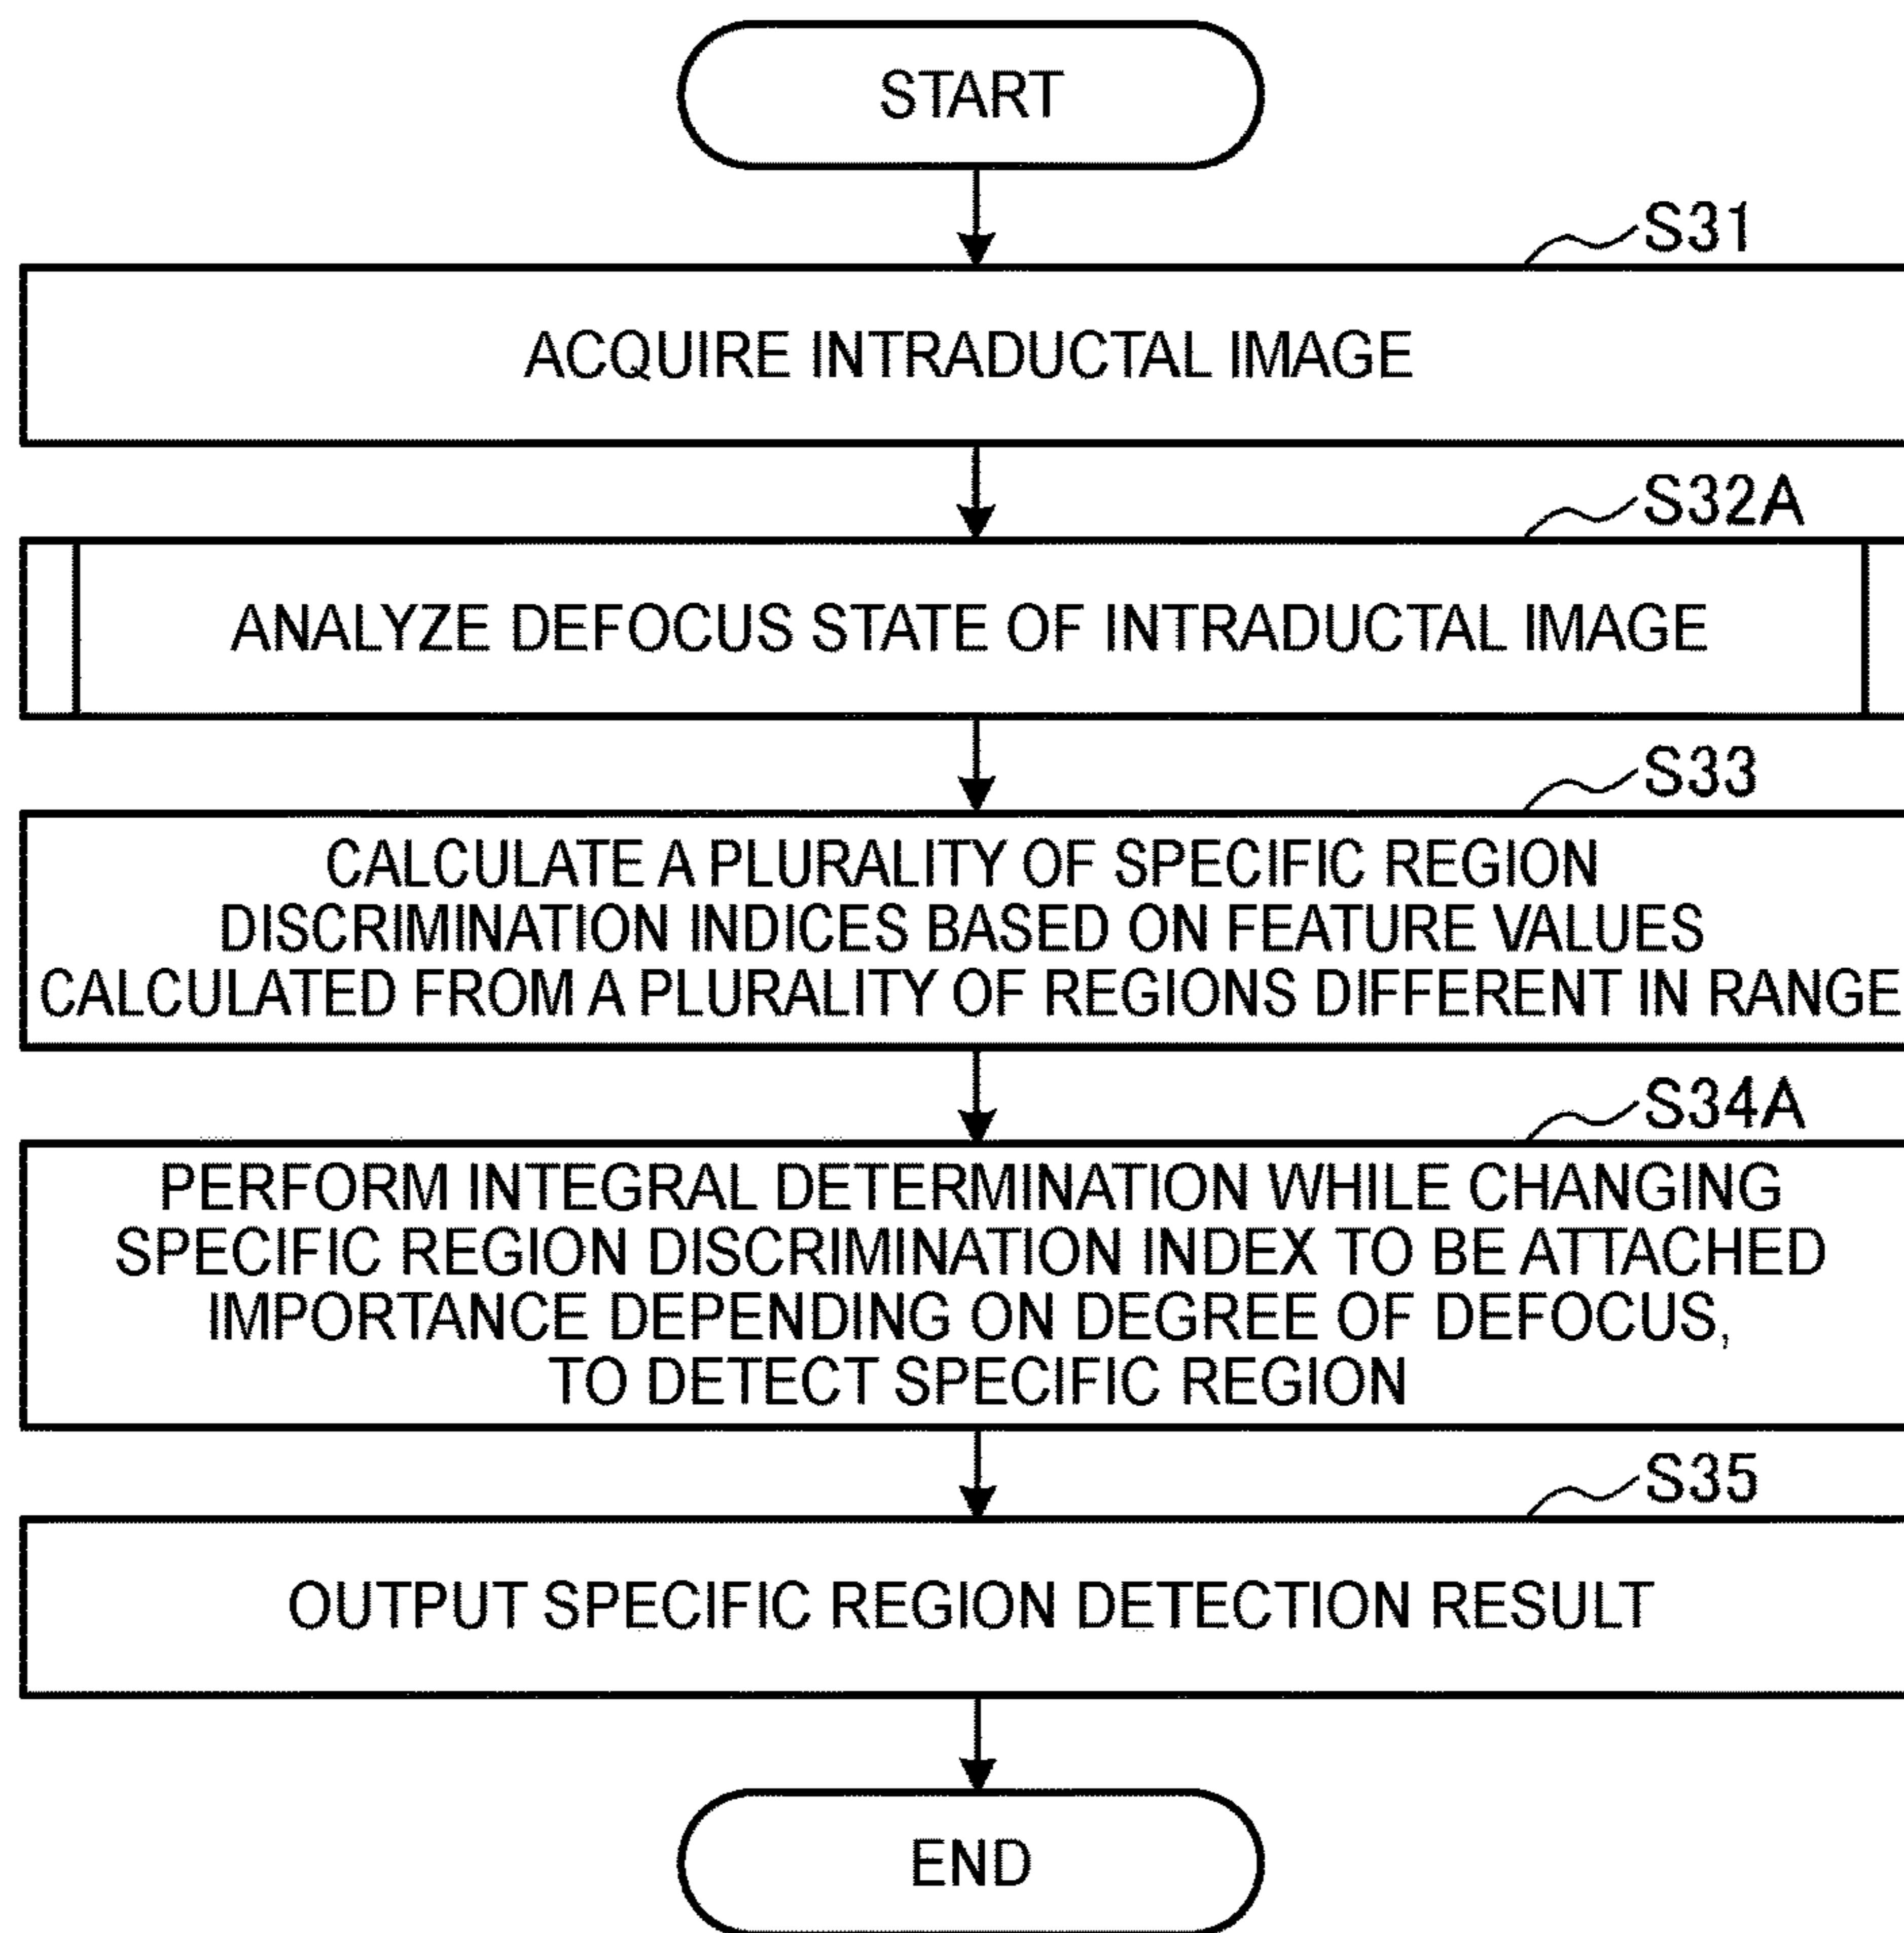 START
S31
ACQUIRE INTRADUCTAL IMAGE
S32A
ANALYZE DEFOCUS STATE OF INTRADUCTAL IMAGE
S33
CALCULATE A PLURALITY OF SPECIFIC REGION
DISCRIMINATION INDICES BASED ON FEATURE VALUES
CALCULATED FROM A PLURALITY OF REGIONS DIFFERENT IN RANGE
S34A
PERFORM INTEGRAL DETERMINATION WHILE CHANGING
SPECIFIC REGION DISCRIMINATION INDEX TO BE ATTACHED
IMPORTANCE DEPENDING ON DEGREE OF DEFOCUS,
TO DETECT SPECIFIC REGION
S35
OUTPUT SPECIFIC REGION DETECTION RESULT
END